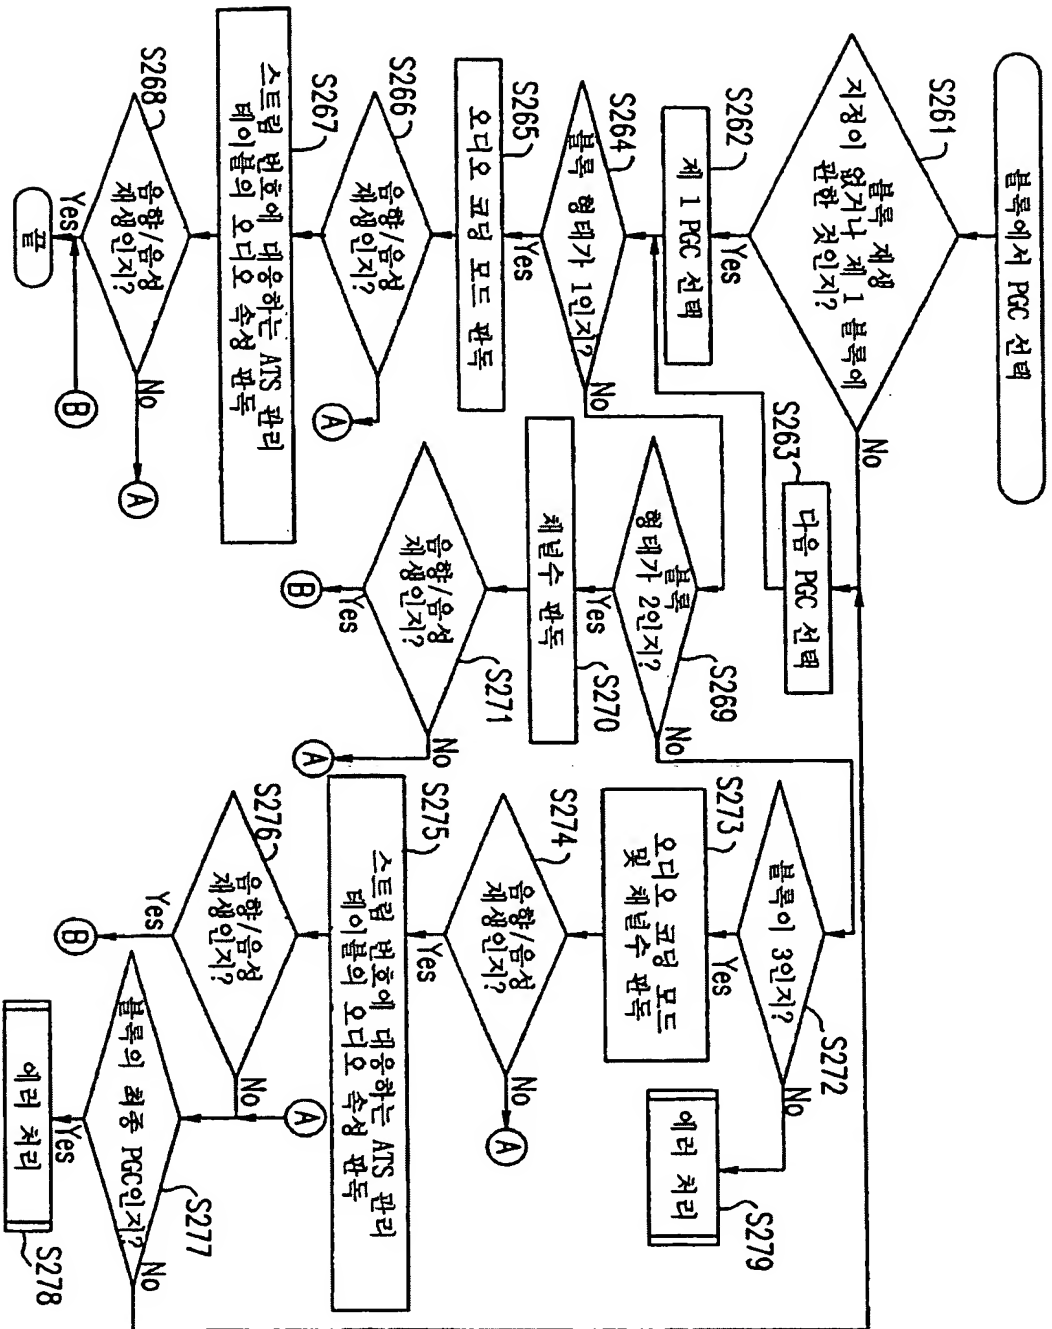 블록에서 PGC 선택
S261
블록 재생
지정이 없거나 제 1 블록에
관한 것인지?
Yes
No
S262
제 1 PGC 선택
S263
다음 PGC 선택
S264
블록 형태가 1인지?
Yes
No
S265
오디오 코딩 모드 판독
S266
음향/음성
재생인지?
A
S267
스트림 번호에 대응하는 ATS 관리
테이블의 오디오 속성 판독
S268
음향/음성
재생인지?
Yes
No
A
B
끝
S269
블록
형태가 2인지?
Yes
No
S270
채널수 판독
S271
음향/음성
재생인지?
Yes
No
B
A
S272
블록이 3인지?
Yes
No
S273
오디오 코딩 모드
및 채널수 판독
S279
에러 처리
S274
음향/음성
재생인지?
Yes
No
A
S275
스트림 번호에 대응하는 ATS 관리
테이블의 오디오 속성 판독
S276
음향/음성
재생인지?
Yes
No
B
A
S277
블록의 최종 PGC인지?
Yes
No
S278
에러 처리